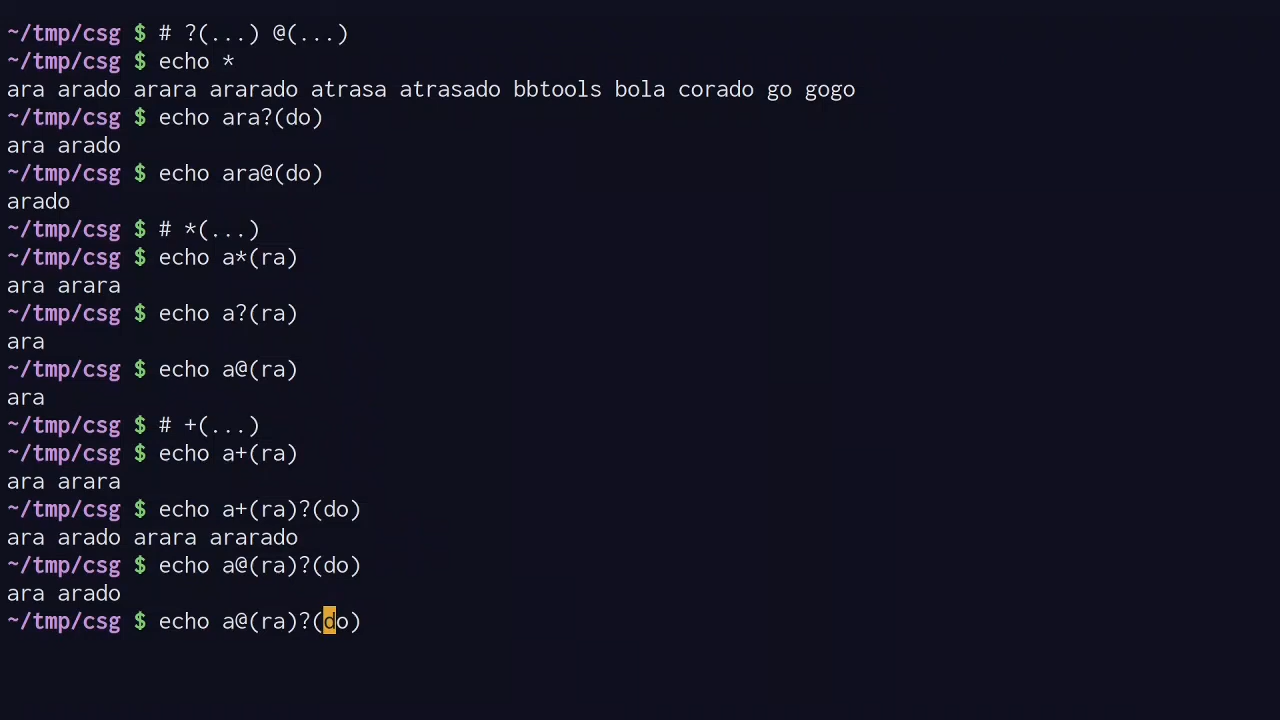 ~/tmp/csg $ # ?(...) @(...)
~/tmp/csg $ echo *
ara arado arara ararado atrasa atrasado bbtools bola corado go gogo
~/tmp/csg $ echo ara?(do)
ara arado
~/tmp/csg $ echo ara@(do)
arado
~/tmp/csg $ # *(...)
~/tmp/csg $ echo a*(ra)
ara arara
~/tmp/csg $ echo a?(ra)
ara
~/tmp/csg $ echo a@(ra)
ara
~/tmp/csg $ # +(...)
~/tmp/csg $ echo a+(ra)
ara arara
~/tmp/csg $ echo a+(ra)?(do)
ara arado arara ararado
~/tmp/csg $ echo a@(ra)?(do)
ara arado
~/tmp/csg $ echo a@(ra)?(do)